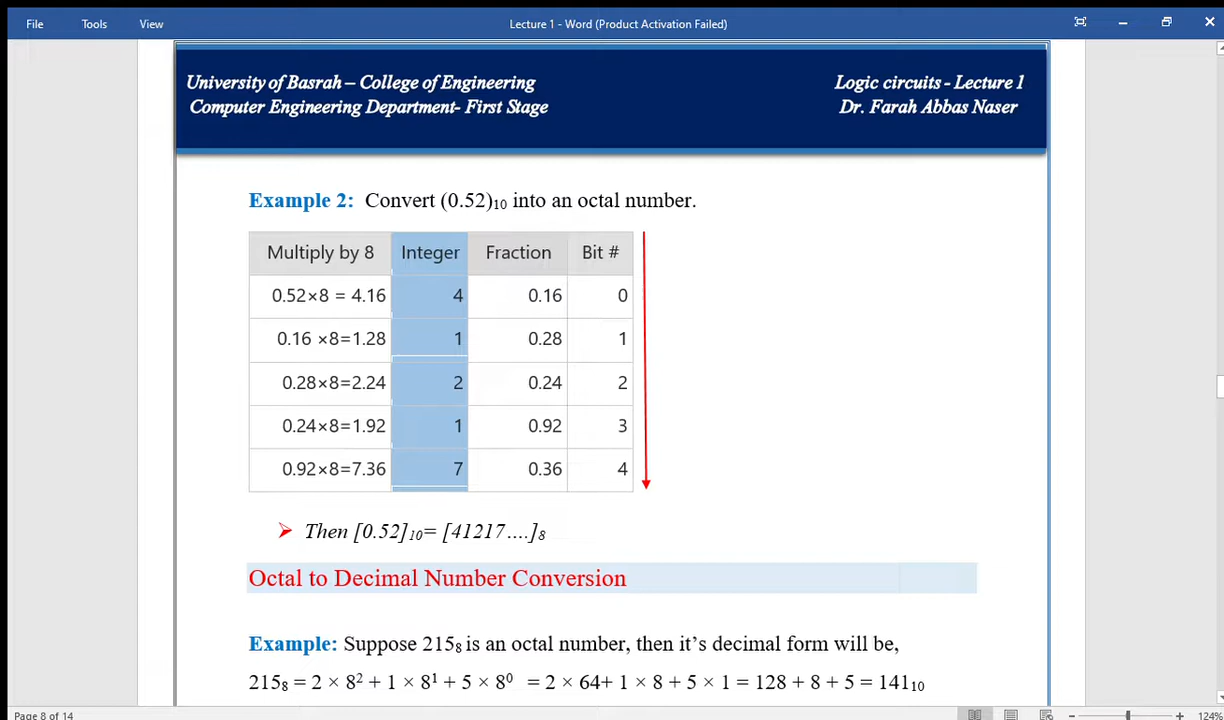 File Tools View Lecture 1 - Word (Product Activation Failed)
University of Basrah – College of Engineering Logic circuits - Lecture 1
Computer Engineering Department- First Stage Dr. Farah Abbas Naser
Example 2: Convert (0.52)₁₀ into an octal number.
Multiply by 8 Integer Fraction Bit #
0.52×8 = 4.16 4 0.16 0
0.16 ×8=1.28 1 0.28 1
0.28×8=2.24 2 0.24 2
0.24×8=1.92 1 0.92 3
0.92×8=7.36 7 0.36 4
Then [0.52]₁₀= [41217....]₈
Octal to Decimal Number Conversion
Example: Suppose 215₈ is an octal number, then it’s decimal form will be,
215₈ = 2 × 8² + 1 × 8¹ + 5 × 8⁰ = 2 × 64+ 1 × 8 + 5 × 1 = 128 + 8 + 5 = 141₁₀
Page 8 of 14 124%